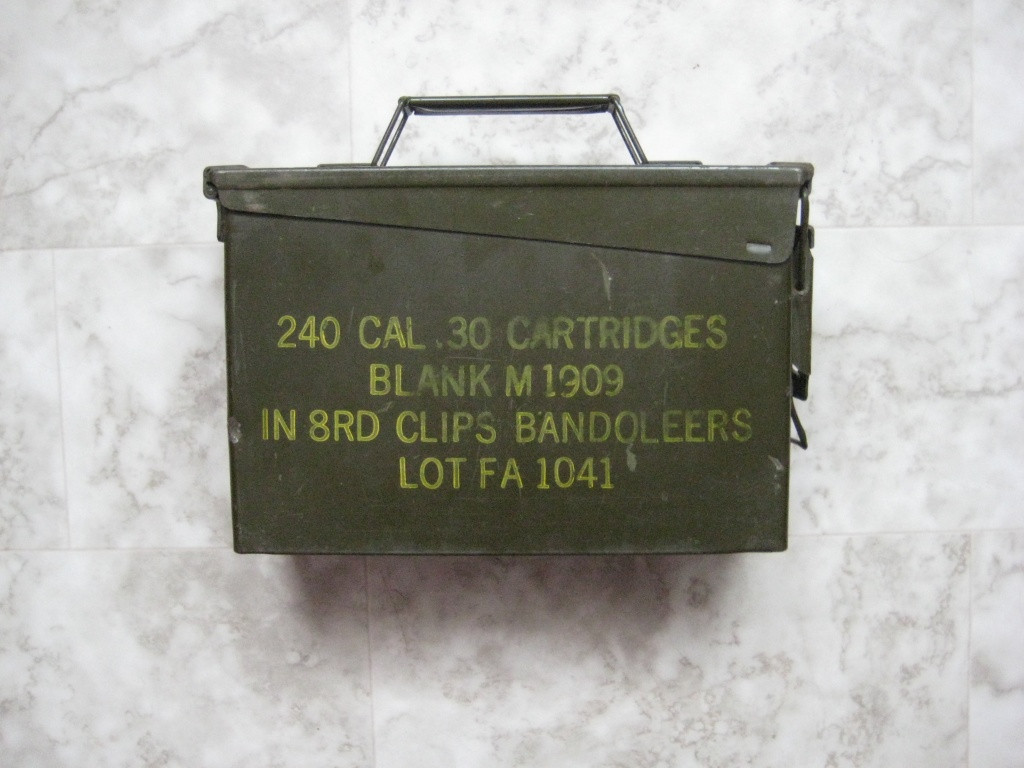 240 CAL .30 CARTRIDGES
BLANK M 1909
IN 8RD CLIPS BANDOLEERS
LOT FA 1041